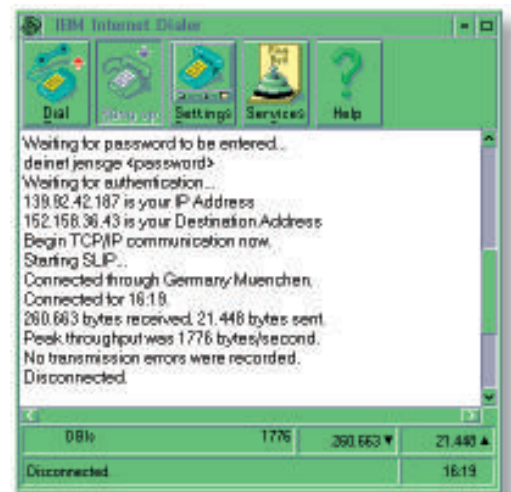 IBM Internet Dialer
Dial
Hang up
Settings
Services
Help
Waiting for password to be entered...
deinet jensge <password>
Waiting for authentication...
139.92.42.187 is your IP Address
152.158.36.43 is your Destination Address
Begin TCP/IP communication now.
Starting SLIP...
Connected through Germany Muenchen,
Connected for 16:19.
260.663 bytes received, 21.448 bytes sent.
Peak throughput was 1776 bytes/second.
No transmission errors were recorded.
Disconnected.
1776
260.663
21.448
Disconnected
16:19